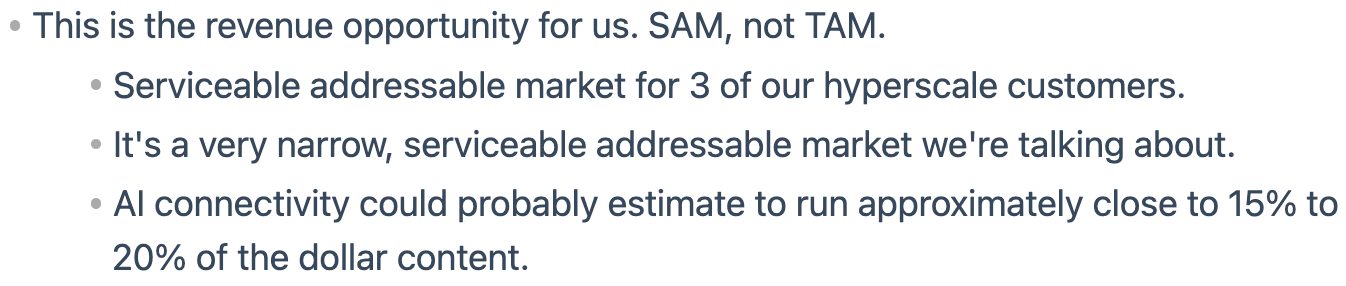 • This is the revenue opportunity for us. SAM, not TAM.
• Serviceable addressable market for 3 of our hyperscale customers.
• It's a very narrow, serviceable addressable market we're talking about.
• AI connectivity could probably estimate to run approximately close to 15% to
20% of the dollar content.